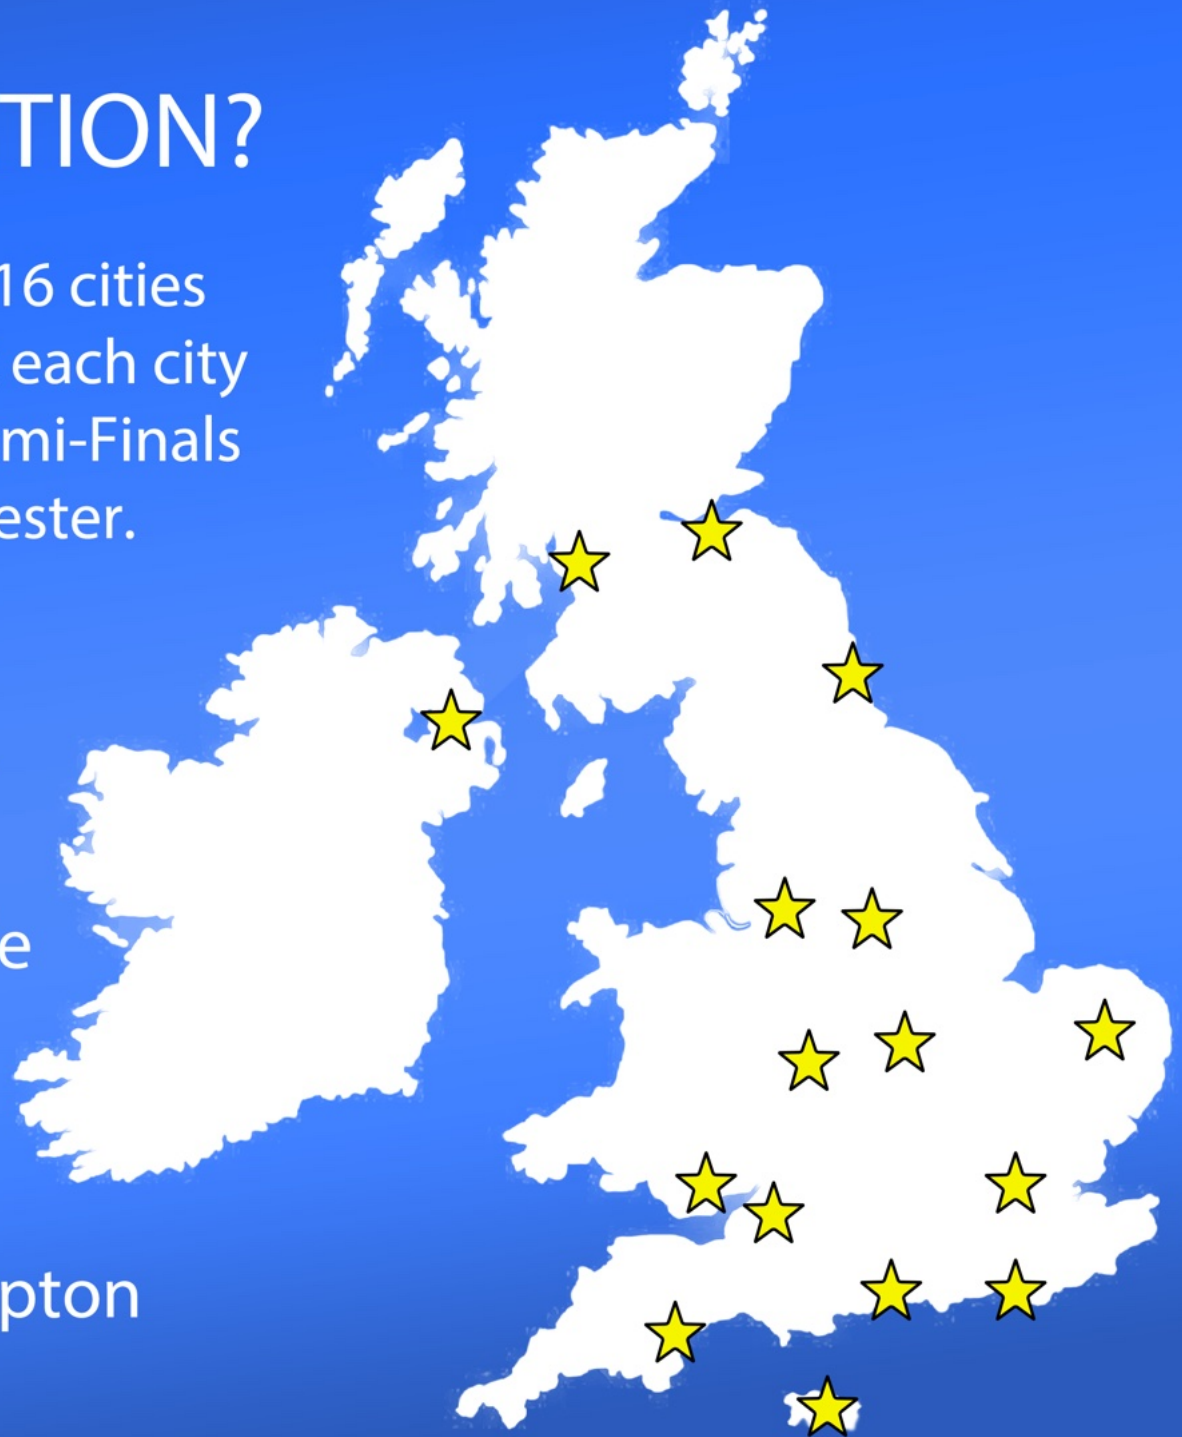 TION?
16 cities
each city
mi-Finals
ester.
e
pton